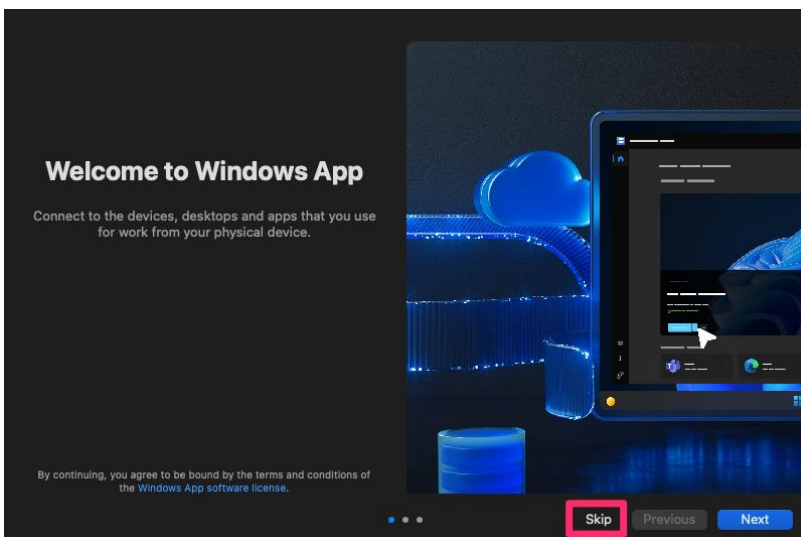 Welcome to Windows App
Connect to the devices, desktops and apps that you use
for work from your physical device.
By continuing, you agree to be bound by the terms and conditions of
the Windows App software license.
Skip Previous Next